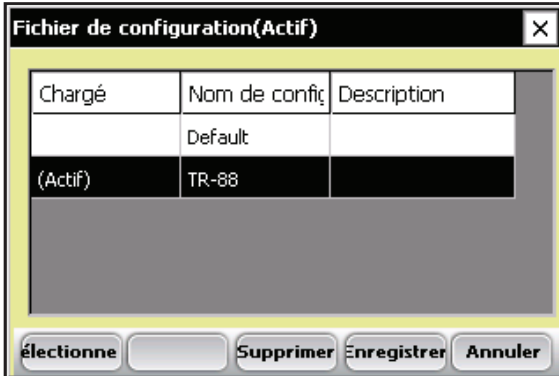 Fichier de configuration(Actif)
Chargé Nom de config Description
Default
(Actif) TR-88
électionne Supprimer Enregistrer Annuler